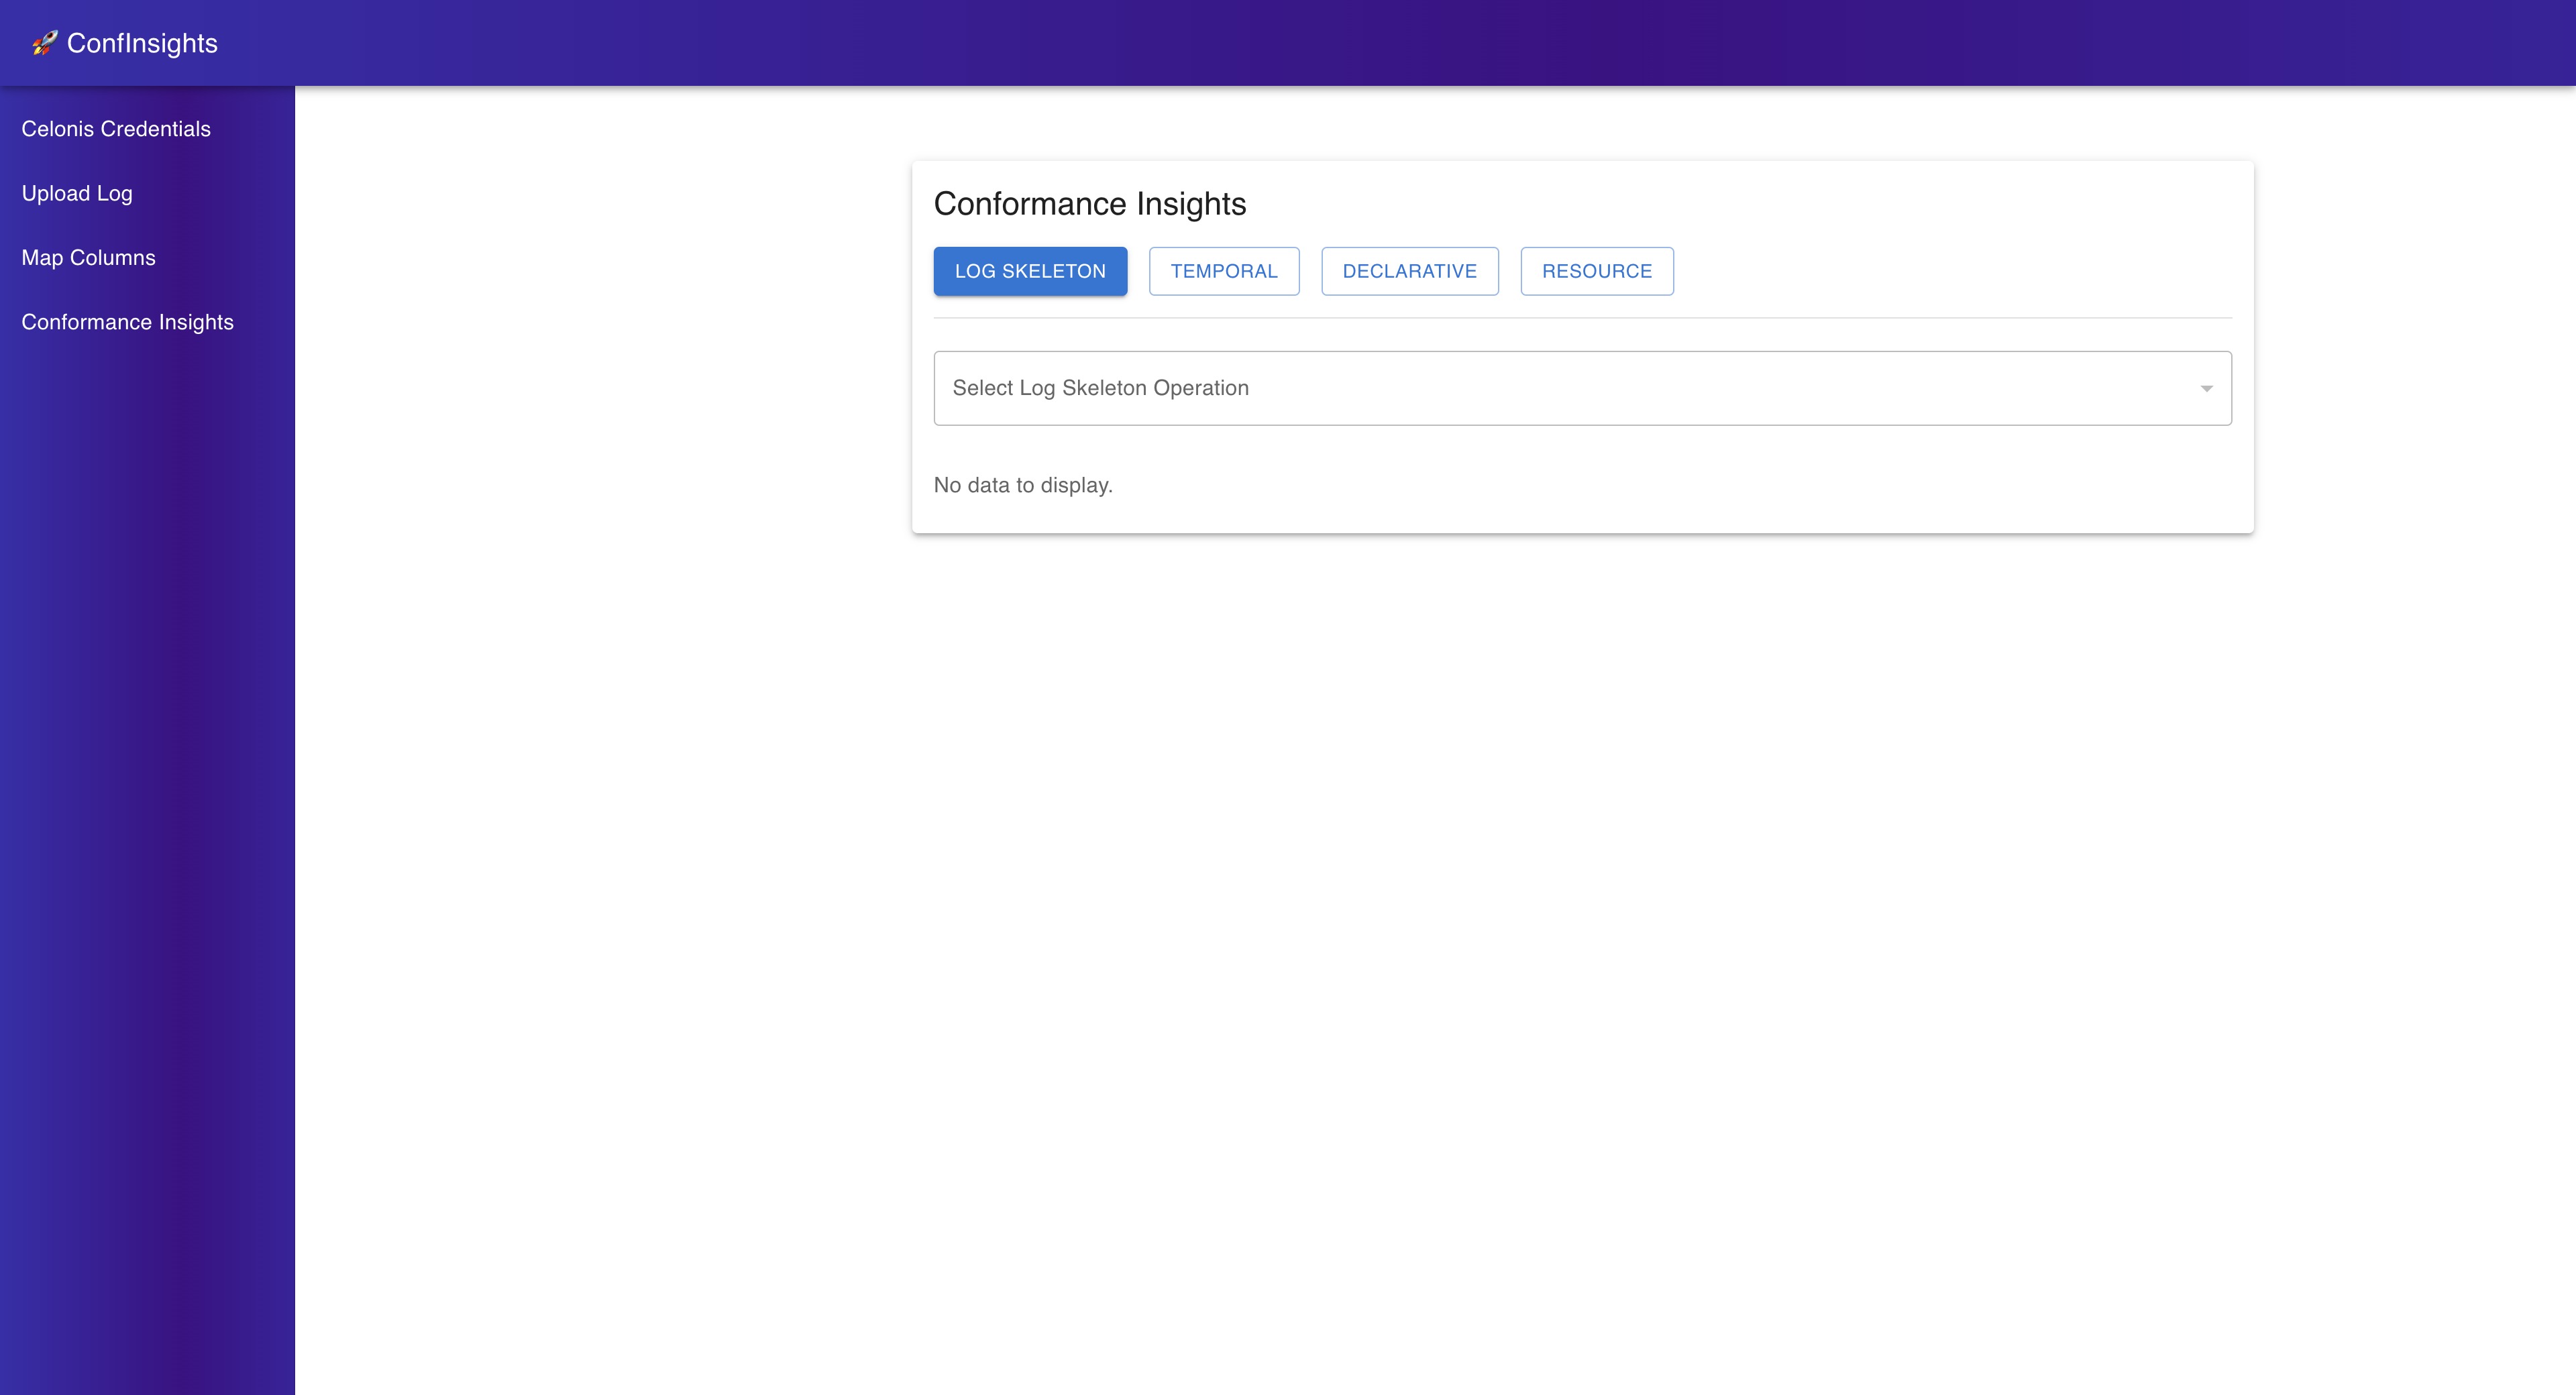 🚀 ConfInsights
Celonis Credentials
Upload Log
Map Columns
Conformance Insights
Conformance Insights
LOG SKELETON
TEMPORAL
DECLARATIVE
RESOURCE
Select Log Skeleton Operation
No data to display.